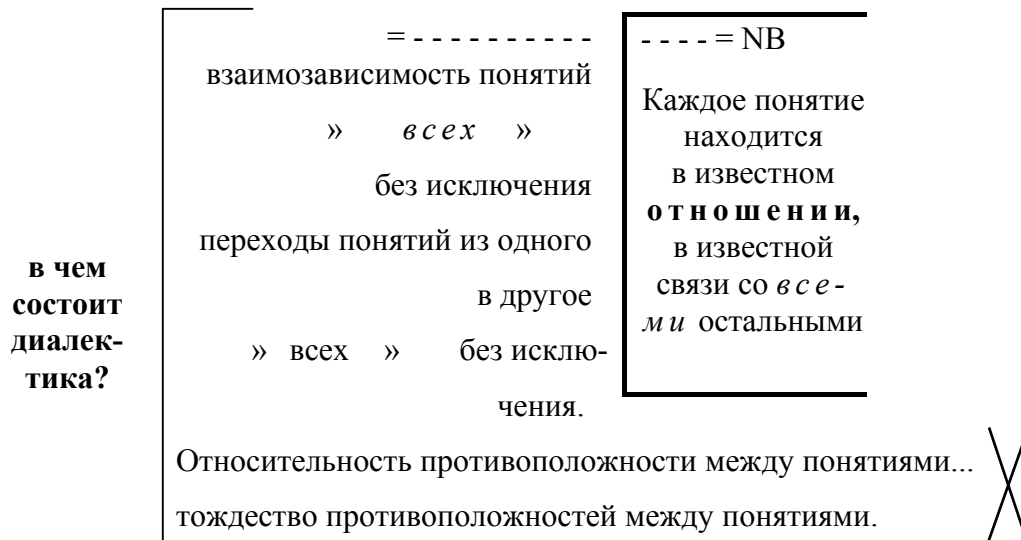 в чем
состоит
диалек-
тика?
= - - - - - - - - - -
взаимозависимость понятий
» всех »
без исключения
переходы понятий из одного
в другое
» всех » без исклю-
чения.
- - - - = NB
Каждое понятие
находится
в известном
отношении,
в известной
связи со все-
ми остальными
Относительность противоположности между понятиями...
тождество противоположностей между понятиями.